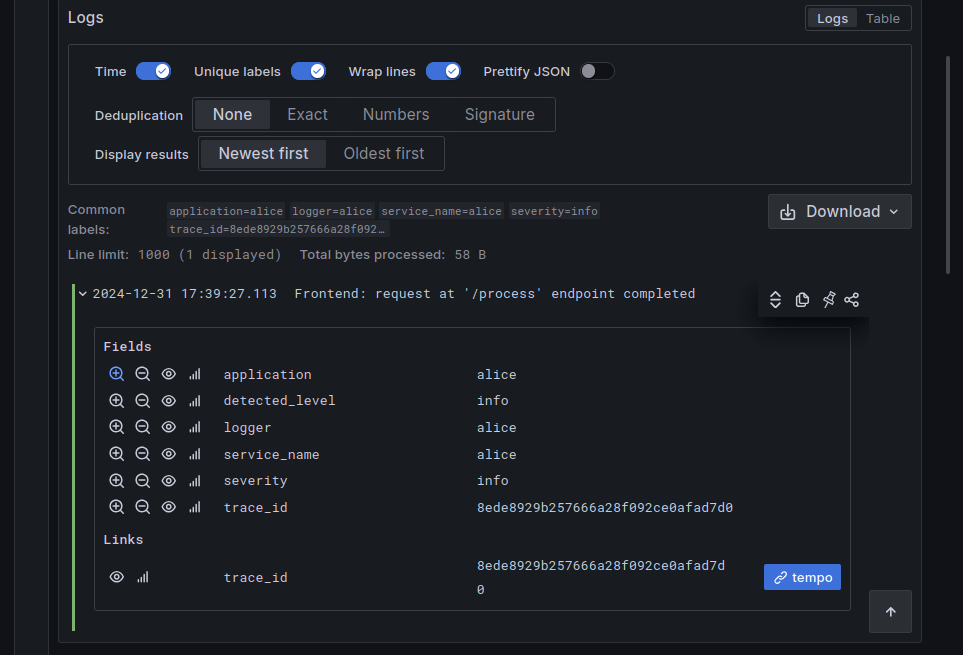 Logs
Logs Table
Time Unique labels Wrap lines Prettify JSON
Deduplication None Exact Numbers Signature
Display results Newest first Oldest first
Common labels: application=alice logger=alice service_name=alice severity=info
trace_id=8ede8929b257666a28f092…
Download
Line limit: 1000 (1 displayed) Total bytes processed: 58 B
2024-12-31 17:39:27.113 Frontend: request at '/process' endpoint completed
Fields
application alice
detected_level info
logger alice
service_name alice
severity info
trace_id 8ede8929b257666a28f092ce0afad7d0
Links
trace_id 8ede8929b257666a28f092ce0afad7d
0
tempo